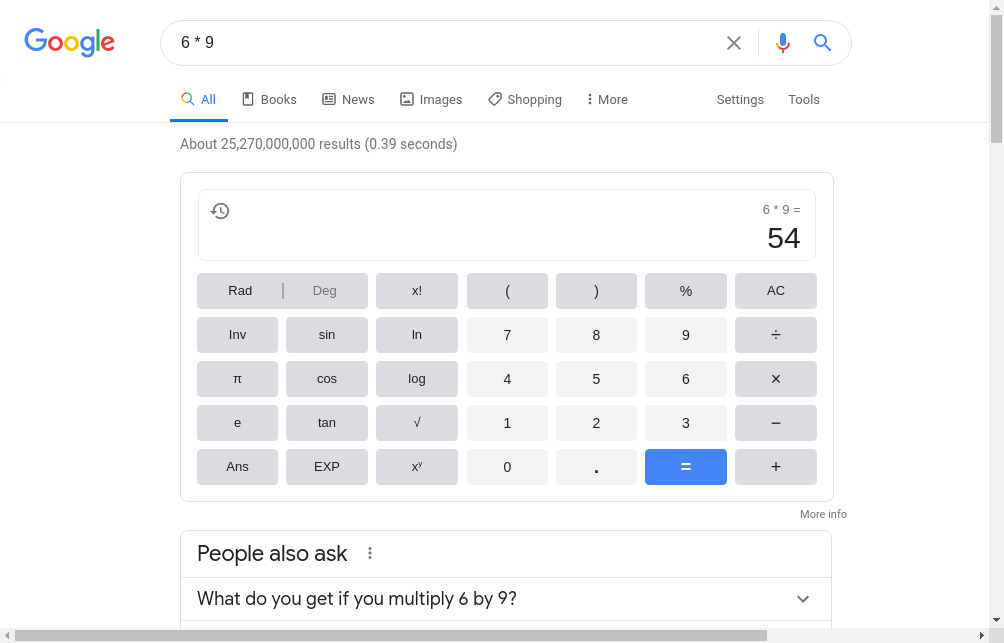 Google
6 * 9
All Books News Images Shopping More Settings Tools
About 25,270,000,000 results (0.39 seconds)
6 * 9 =
54
Rad | Deg x! ( ) % AC
Inv sin ln 7 8 9 ÷
π cos log 4 5 6 ×
e tan √ 1 2 3 −
Ans EXP xʸ 0 . = +
More info
People also ask
What do you get if you multiply 6 by 9?